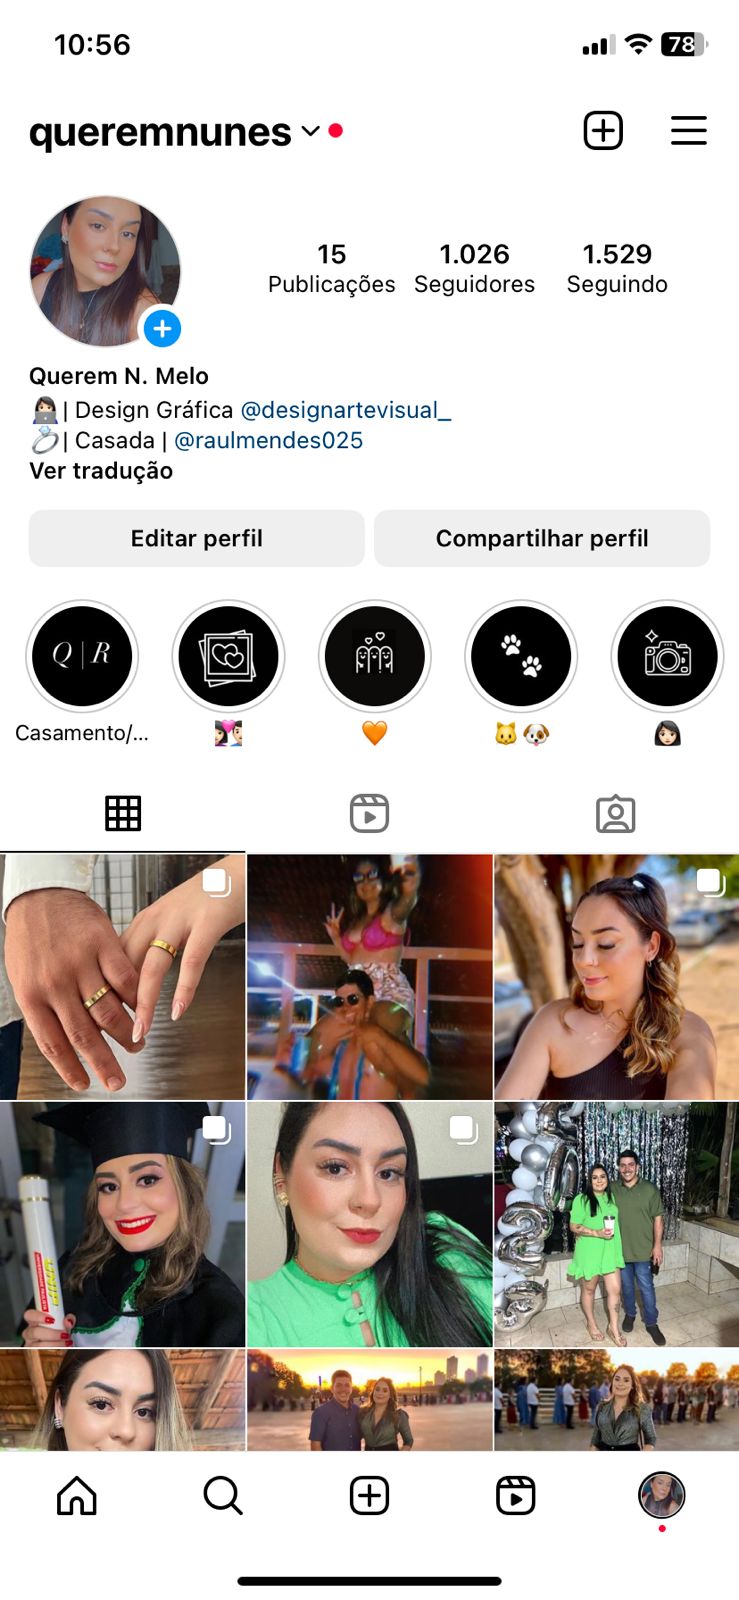 10:56
78
queremnunes
15
1.026
1.529
Publicações
Seguidores
Seguindo
Querem N. Melo
| Design Gráfica @designartevisual_
| Casada | @raulmendes025
Ver tradução
Editar perfil
Compartilhar perfil
Q | R
Casamento/...